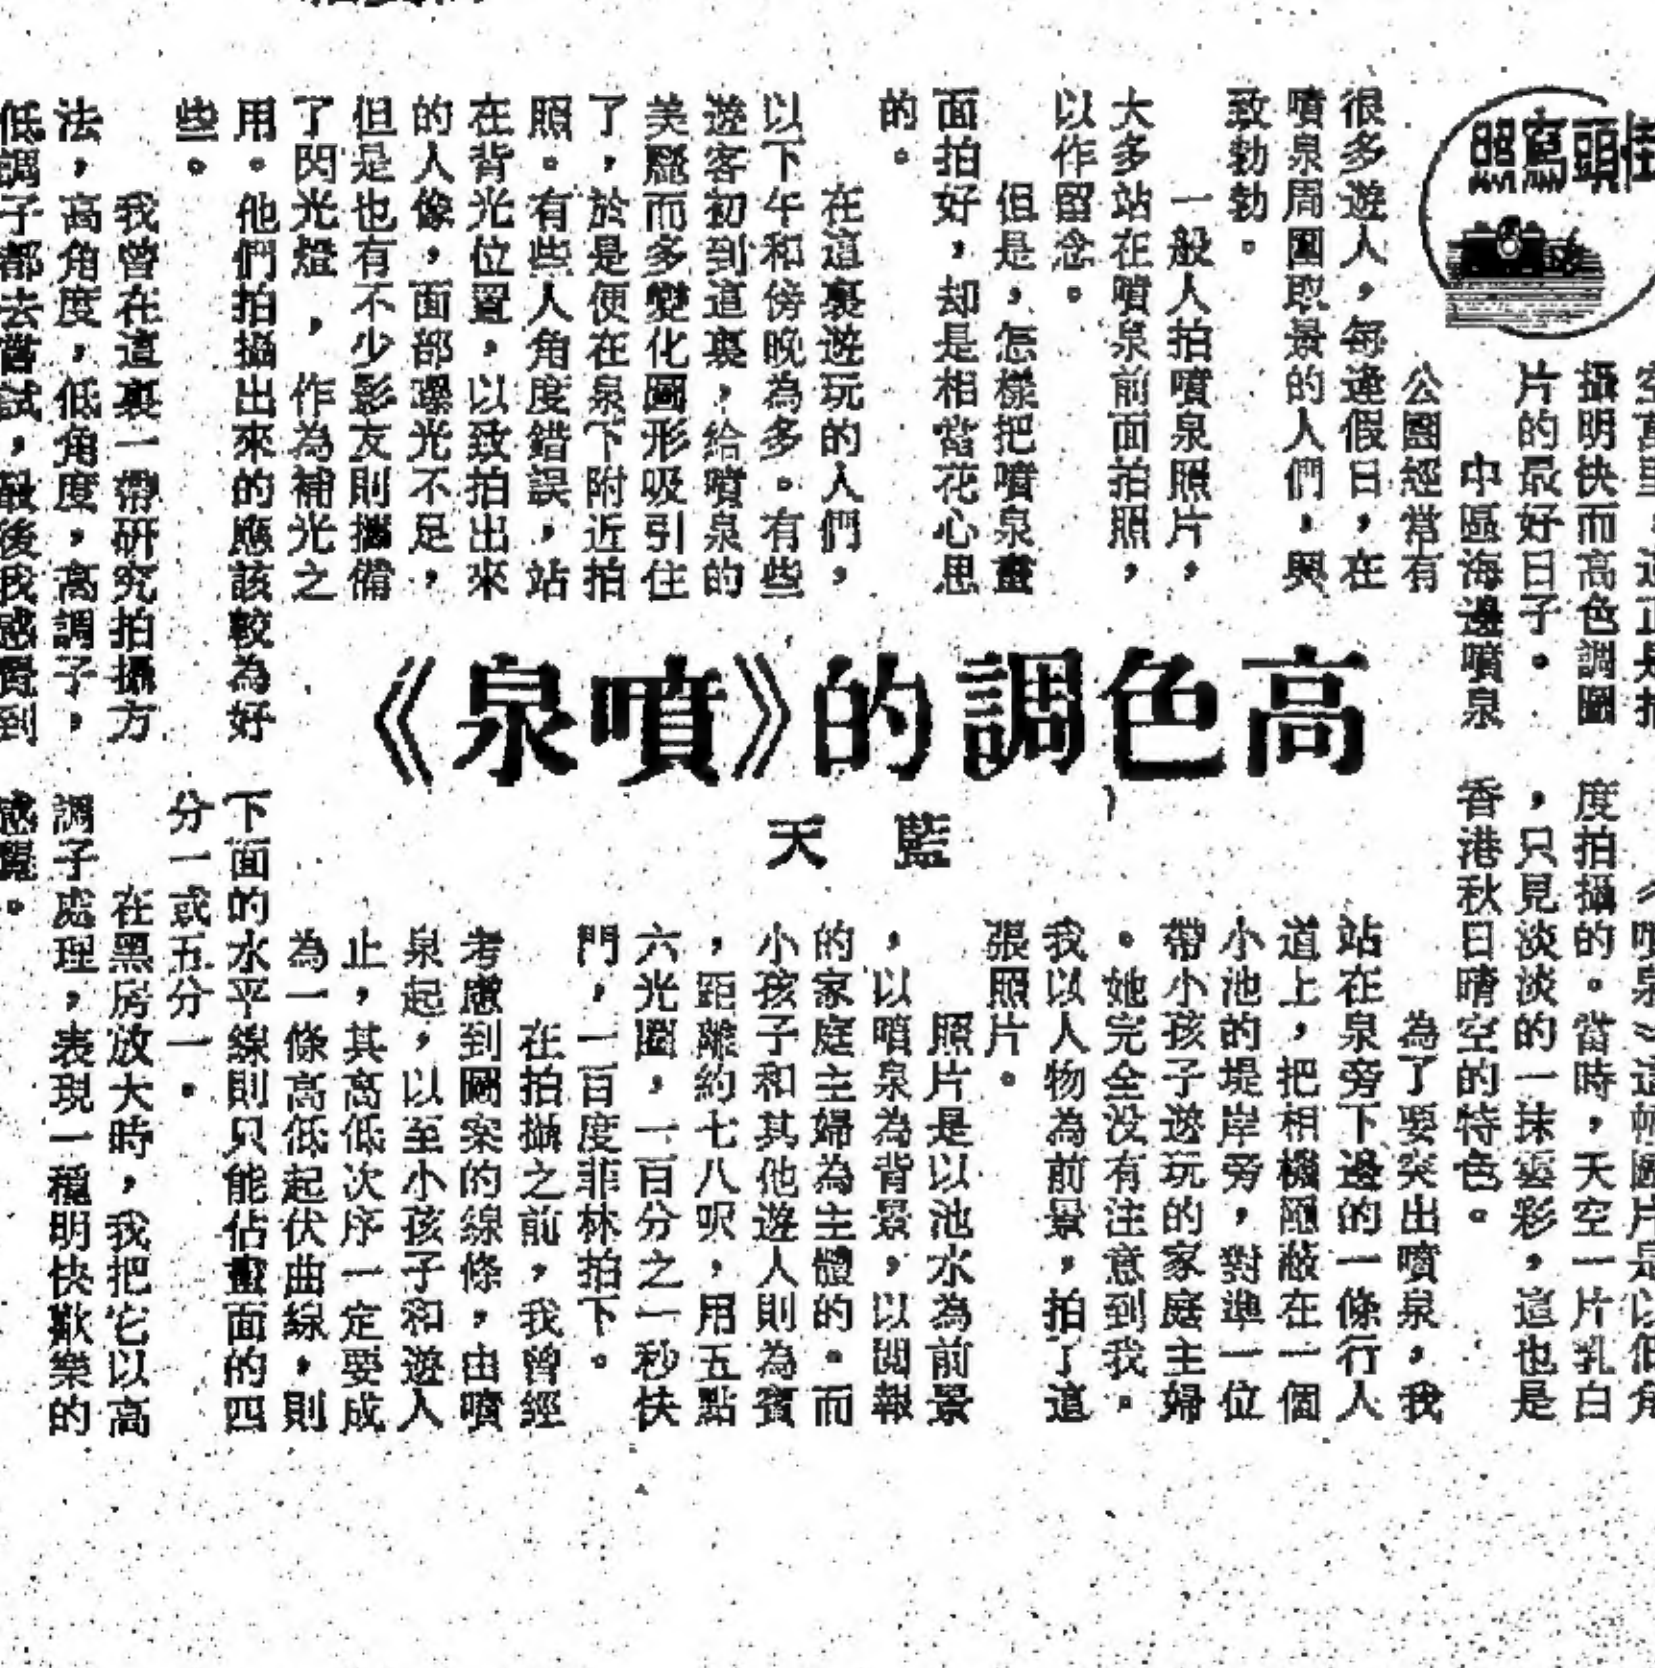 街頭寫照
高色調的《噴泉》
藍天
攝明快而高色調圖
片的最好日子。
中區海邊噴泉
公園經常有
很多遊人，每逢假日，在
噴泉周圍取景的人們，興
致勃勃。
一般人拍噴泉照片，
大多站在噴泉前面拍照，
以作留念。
但是，怎樣把噴泉畫
面拍好，却是相當花心思
的。
在這裏遊玩的人們，
以下午和傍晚為多。有些
遊客初到這裏，給噴泉的
美麗而多變化圖形吸引住
了，於是便在泉下附近拍
照。有些人角度錯誤，站
在背光位置，以致拍出來
的人像，面部曝光不足，
但是也有不少影友則攜備
了閃光燈，作為補光之
用。他們拍攝出來的應該較為好
些。
我曾在這裏一帶研究拍攝方
法，高角度，低角度，高調子，
低調子都去嘗試，最後我感覺到
度拍攝的。當時，天空一片乳白
，只見淡淡的一抹雲彩，這也是
香港秋日晴空的特色。
為了要突出噴泉，我
站在泉旁下邊的一條行人
道上，把相機隱蔽在一個
小池的堤岸旁，對準一位
帶小孩子遊玩的家庭主婦
。她完全没有注意到我。
我以人物為前景，拍了這
張照片。
照片是以池水為前景
，以噴泉為背景，以閱報
的家庭主婦為主體的。而
小孩子和其他遊人則為賓
，距離約七八呎，用五點
六光圈，一百分之一秒快
門，一百度菲林拍下。
在拍攝之前，我曾經
考慮到圖案的線條，由噴
泉起，以至小孩子和遊人
止，其高低次序一定要成
為一條高低起伏曲線，則
下面的水平線則只能佔畫面的四
分一或五分一。
在黑房放大時，我把它以高
調子處理，表現一種明快歡樂的
感覺。